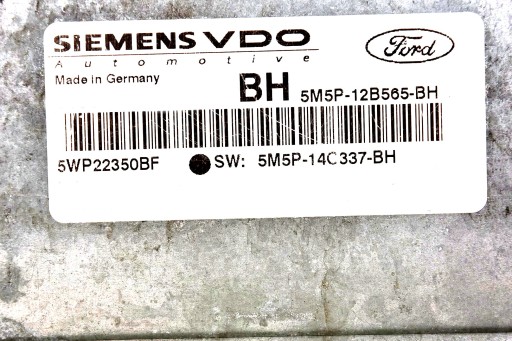 SIEMENS VDO
Automotive
Ford
Made in Germany
BH 5M5P-12B565-BH
5WP22350BF SW: 5M5P-14C337-BH